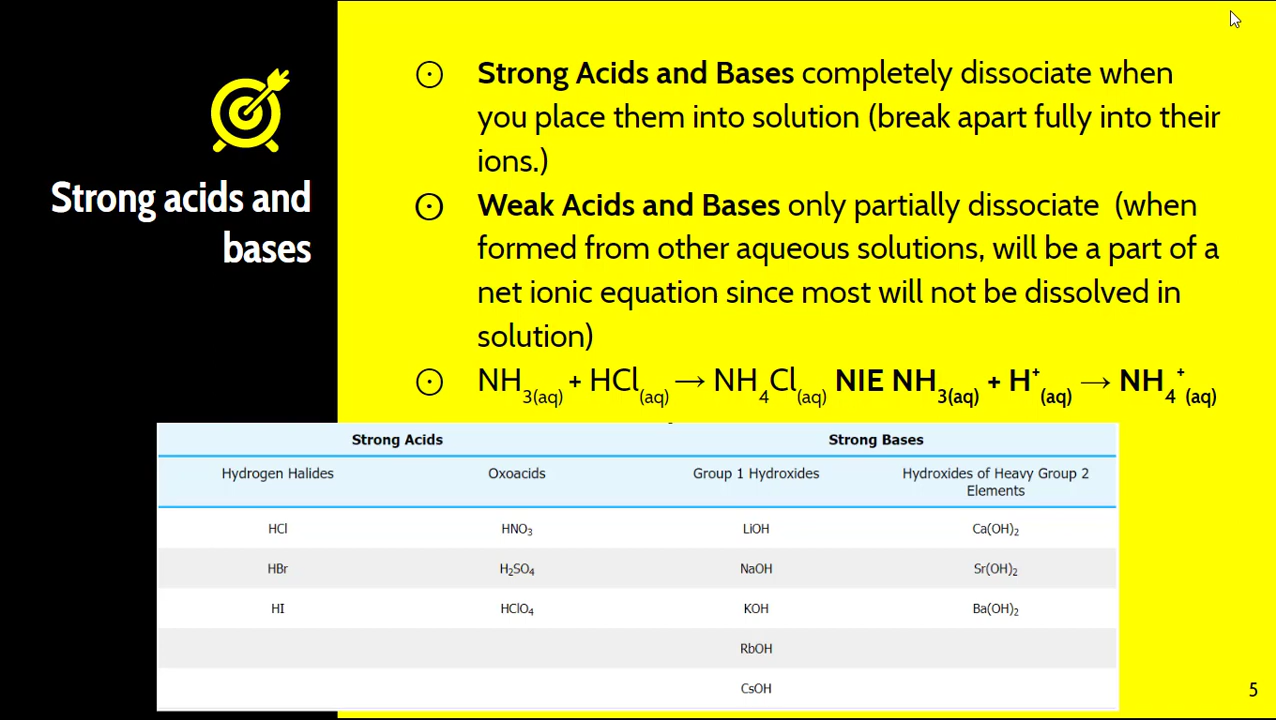 Strong acids and
bases
⊙ Strong Acids and Bases completely dissociate when
you place them into solution (break apart fully into their
ions.)
⊙ Weak Acids and Bases only partially dissociate (when
formed from other aqueous solutions, will be a part of a
net ionic equation since most will not be dissolved in
solution)
⊙ NH₃(aq) + HCl(aq) → NH₄Cl(aq) NIE NH₃(aq) + H⁺(aq) → NH₄⁺(aq)
Strong Acids Strong Bases
Hydrogen Halides Oxoacids Group 1 Hydroxides Hydroxides of Heavy Group 2
Elements
HCl HNO₃ LiOH Ca(OH)₂
HBr H₂SO₄ NaOH Sr(OH)₂
HI HClO₄ KOH Ba(OH)₂
RbOH
CsOH
5